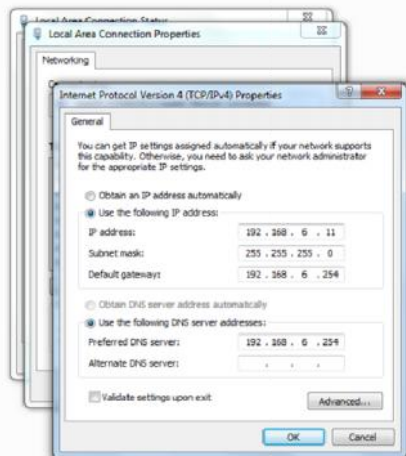 Local Area Connection Status
Local Area Connection Properties
Networking
Internet Protocol Version 4 (TCP/IPv4) Properties
General
You can get IP settings assigned automatically if your network supports
this capability. Otherwise, you need to ask your network administrator
for the appropriate IP settings.
Obtain an IP address automatically
Use the following IP address:
IP address: 192 . 168 . 6 . 11
Subnet mask: 255 . 255 . 255 . 0
Default gateway: 192 . 168 . 6 . 254
Obtain DNS server address automatically
Use the following DNS server addresses:
Preferred DNS server: 192 . 168 . 6 . 254
Alternate DNS server: . . .
Validate settings upon exit
Advanced...
OK Cancel